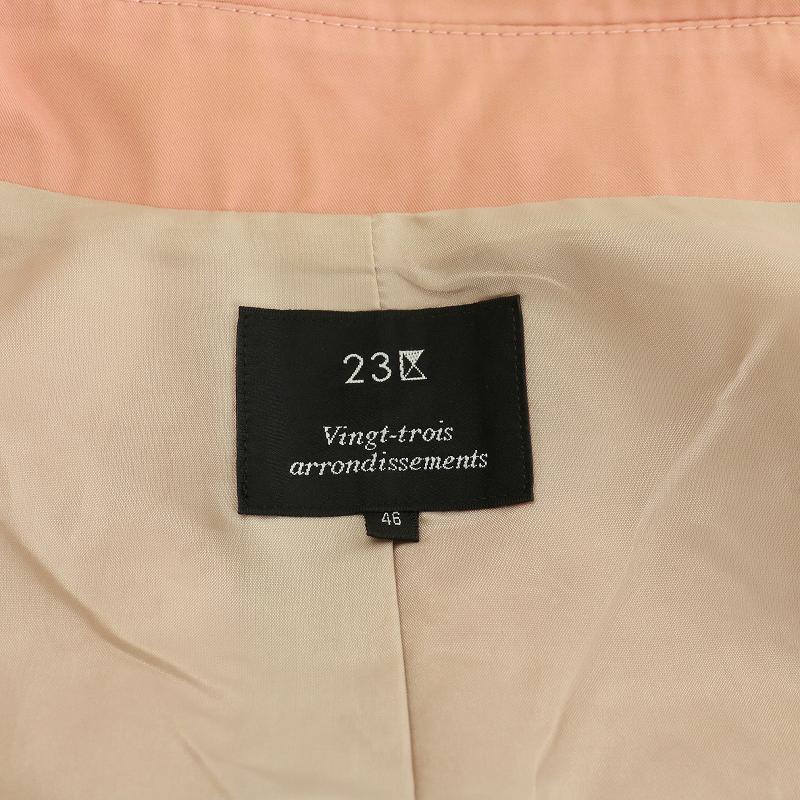 23区
Vingt-trois
arrondissements
46